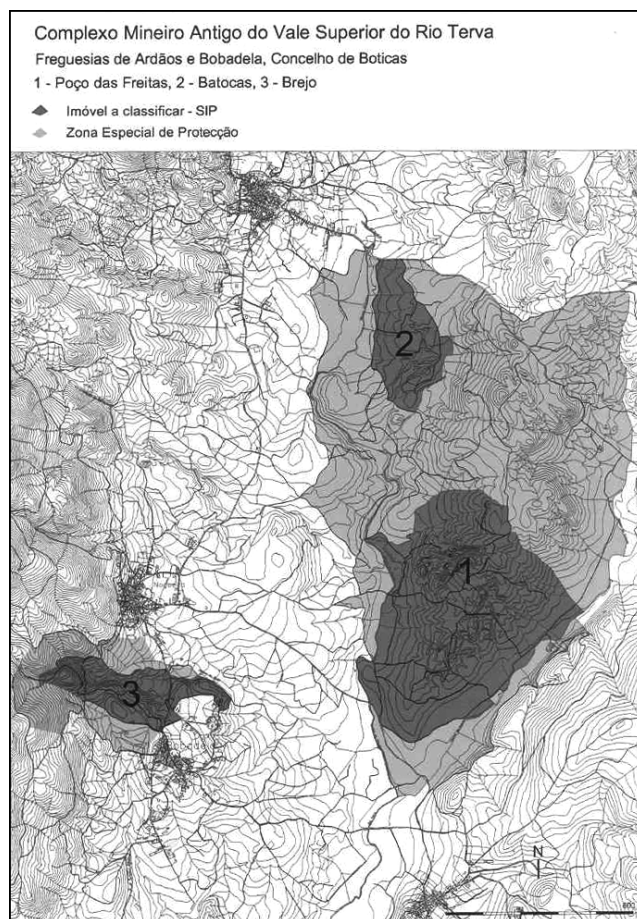 Complexo Mineiro Antigo do Vale Superior do Rio Terva
Freguesias de Ardãos e Bobadela, Concelho de Boticas
1 - Poço das Freitas, 2 - Batocas, 3 - Brejo
Imóvel a classificar - SIP
Zona Especial de Protecção
2
1
3
N